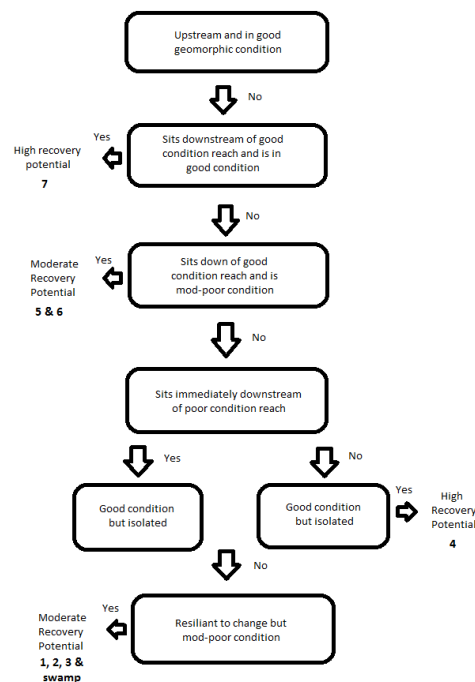 Upstream and in good
geomorphic condition
No
Yes
High recovery
potential
7
Sits downstream of good
condition reach and is in
good condition
No
Yes
Moderate
Recovery
Potential
5 & 6
Sits down of good
condition reach and is
mod-poor condition
No
Sits immediately downstream
of poor condition reach
Yes
No
Good condition
but isolated
Good condition
but isolated
Yes
High
Recovery
Potential
4
No
Yes
Moderate
Recovery
Potential
1, 2, 3 &
swamp
Resiliant to change but
mod-poor condition